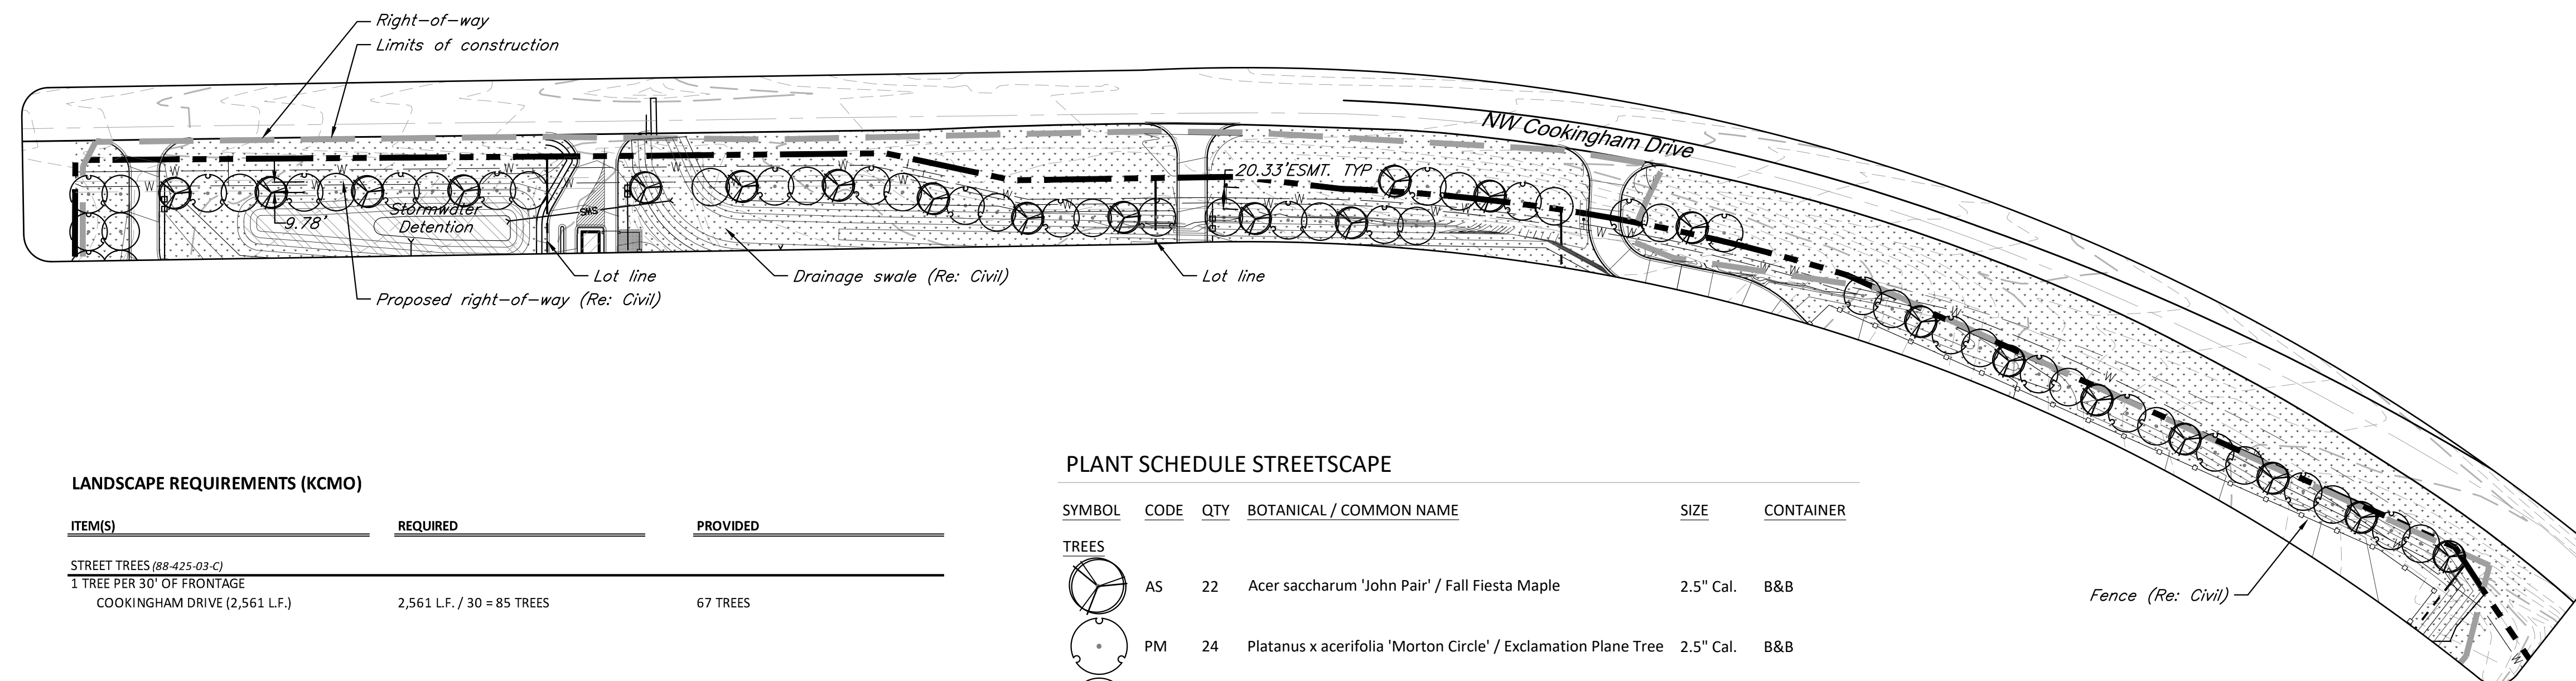 Right-of-way
Limits of construction
NW Cookingham Drive
20.33'ESMT. TYP
9.78'
Stormwater
Detention
SMS
Lot line
Drainage swale (Re: Civil)
Lot line
Proposed right-of-way (Re: Civil)
Fence (Re: Civil)
LANDSCAPE REQUIREMENTS (KCMO)
ITEM(S) REQUIRED PROVIDED
STREET TREES (88-425-03-C)
1 TREE PER 30' OF FRONTAGE
COOKINGHAM DRIVE (2,561 L.F.) 2,561 L.F. / 30 = 85 TREES 67 TREES
PLANT SCHEDULE STREETSCAPE
SYMBOL CODE QTY BOTANICAL / COMMON NAME SIZE CONTAINER
TREES
AS 22 Acer saccharum 'John Pair' / Fall Fiesta Maple 2.5" Cal. B&B
PM 24 Platanus x acerifolia 'Morton Circle' / Exclamation Plane Tree 2.5" Cal. B&B